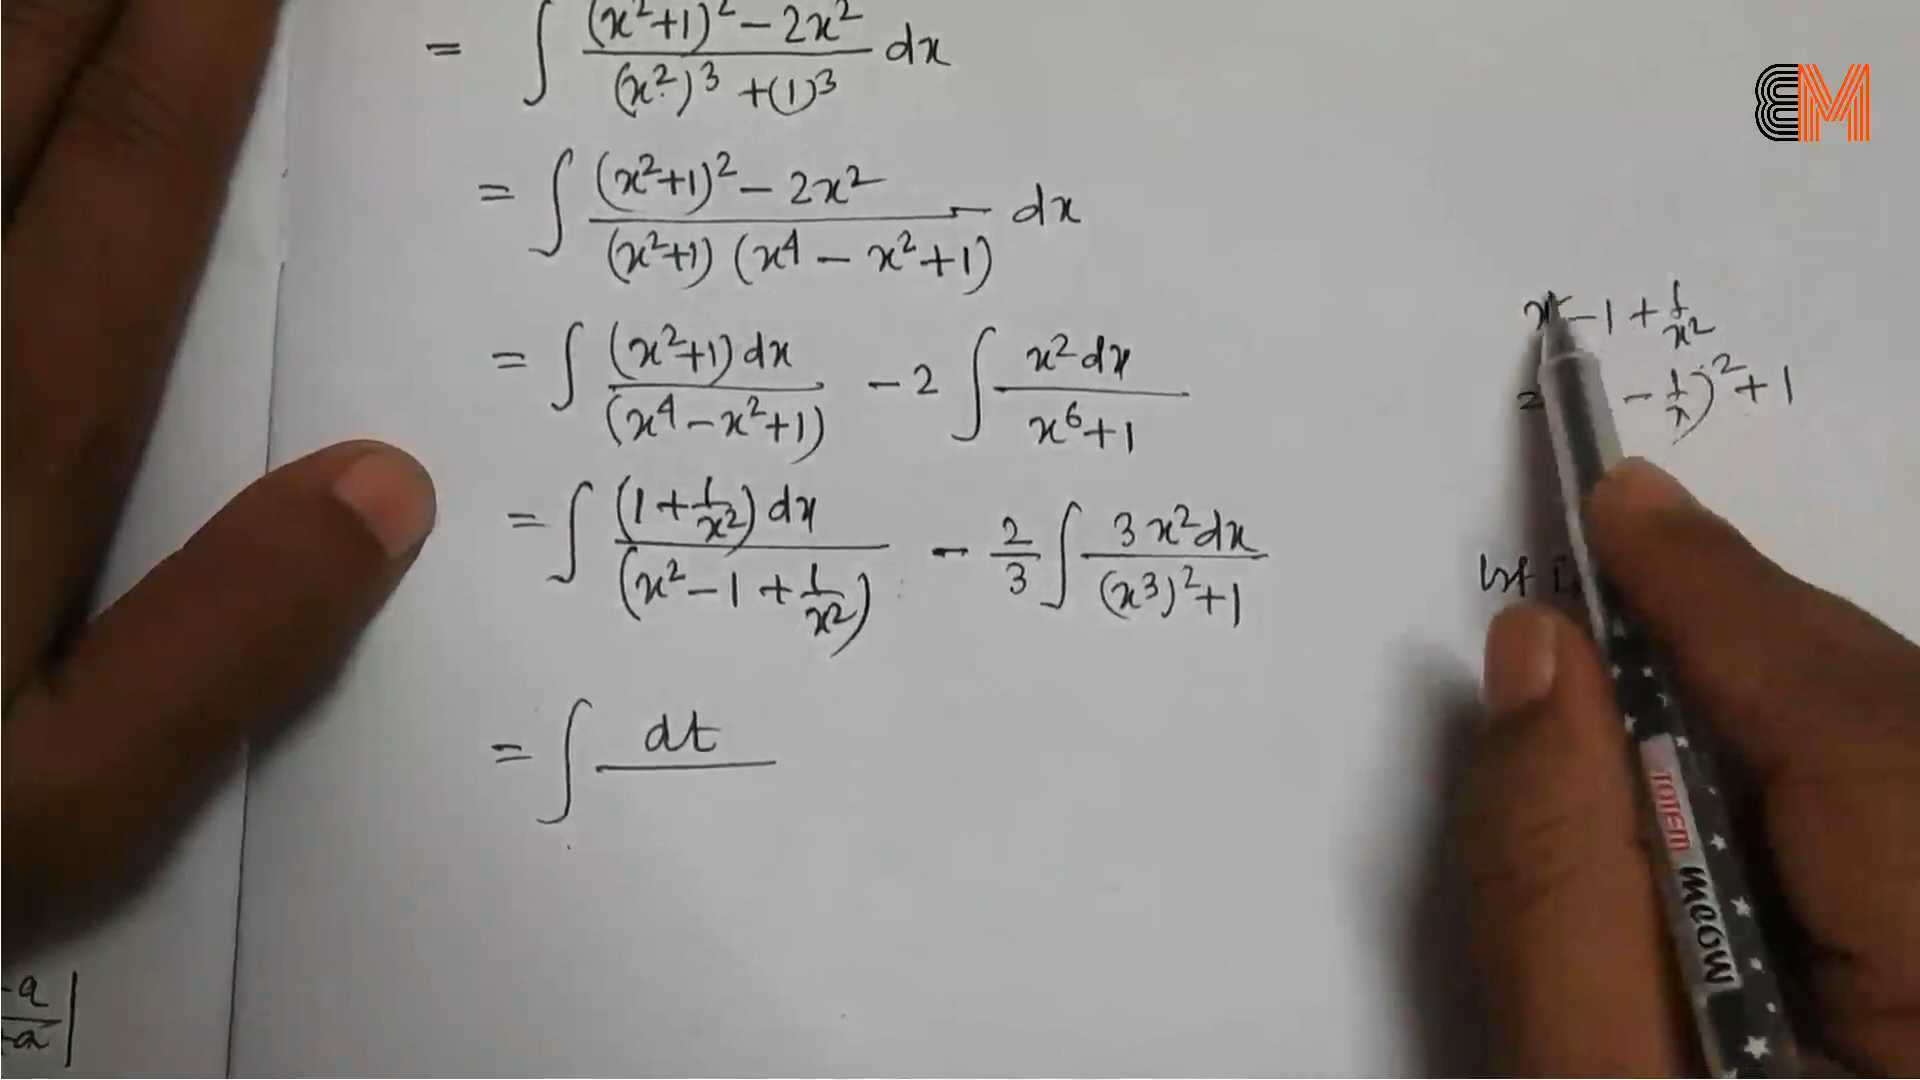 = ∫ (x²+1)² - 2x² / (x²)³ + (1)³ dx
= ∫ (x²+1)² - 2x² / (x²+1) (x⁴ - x²+1) dx
= ∫ (x²+1) dx / (x⁴ - x²+1) - 2 ∫ x² dx / x⁶+1
= ∫ (1 + 1/x²) dx / (x² - 1 + 1/x²) - 2/3 ∫ 3x² dx / (x³)² + 1
= ∫ dt
- 1 + 1/x²
- 1/x)² + 1
let
-a
-a |
EM
TOTEM
MEOW